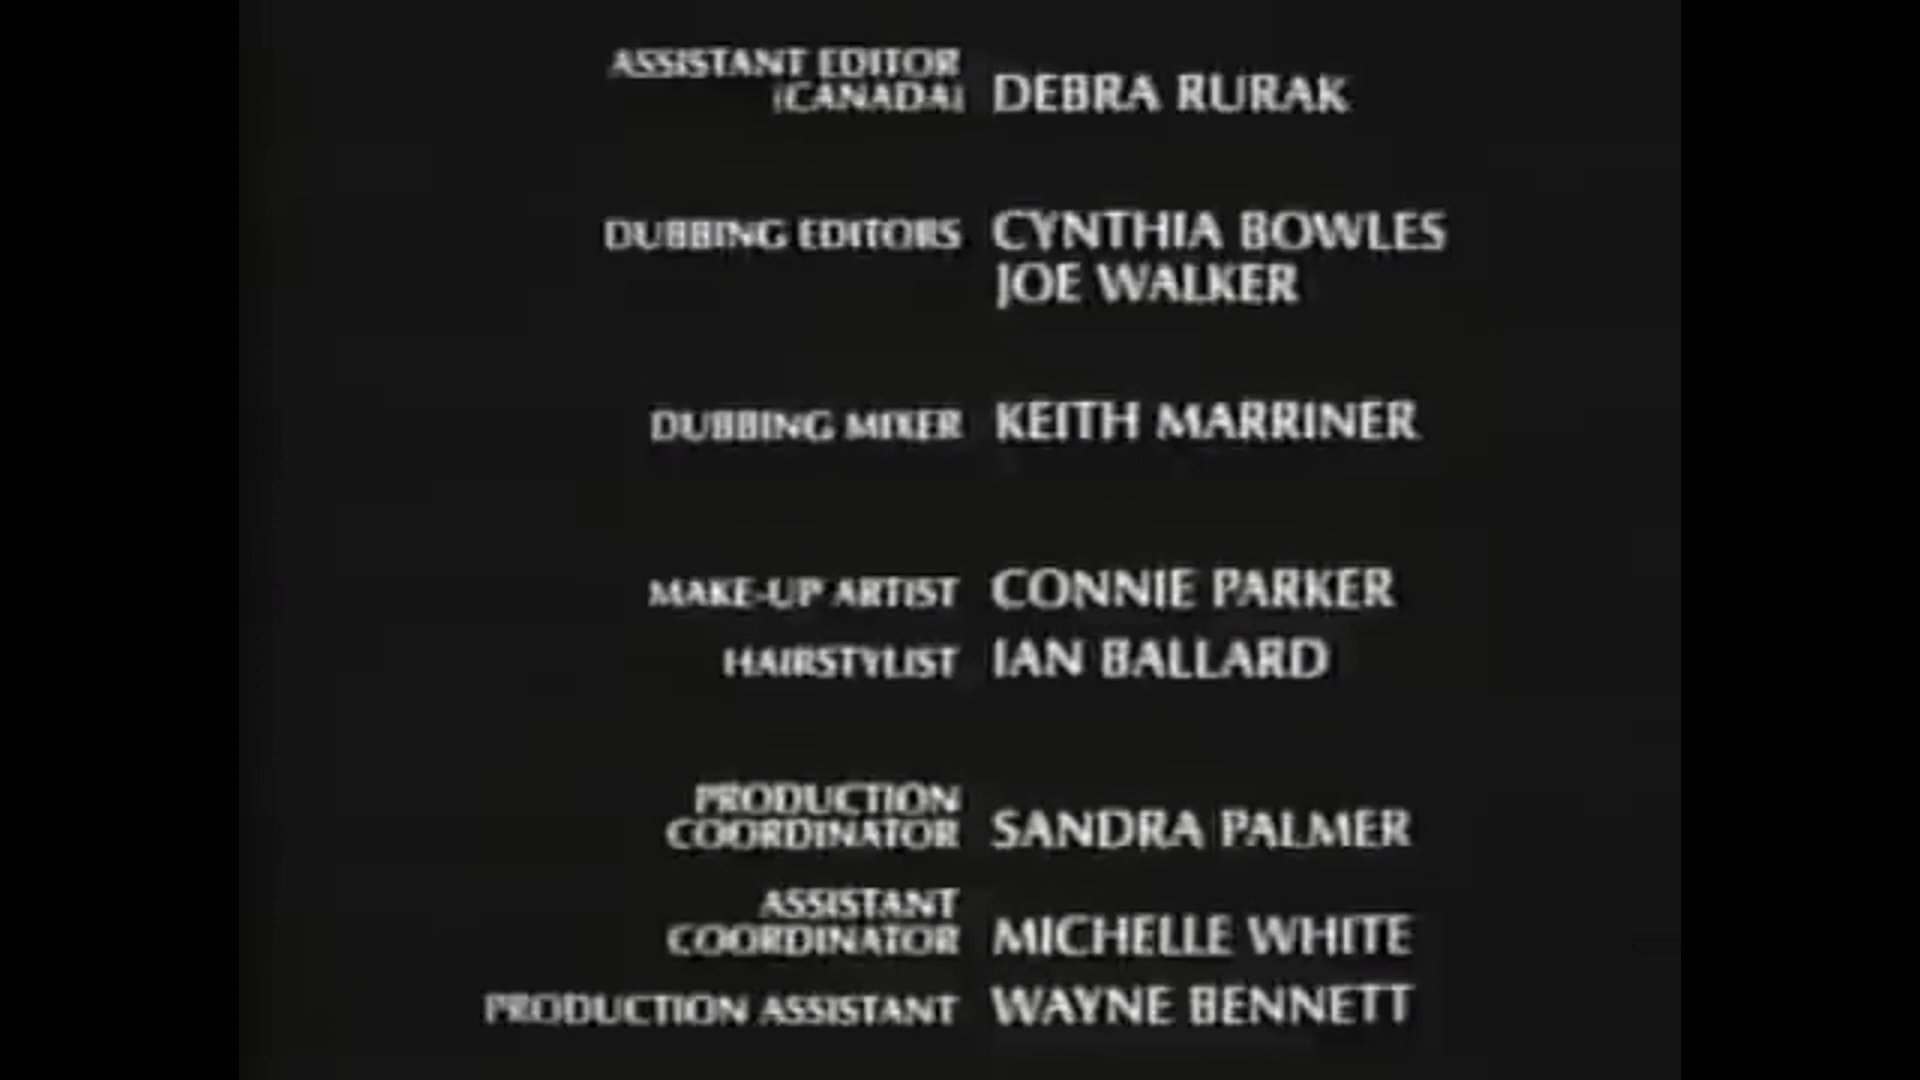 ASSISTANT EDITOR
(CANADA) DEBRA RURAK
DUBBING EDITORS CYNTHIA BOWLES
JOE WALKER
DUBBING MIXER KEITH MARRINER
MAKE-UP ARTIST CONNIE PARKER
HAIRSTYLIST IAN BALLARD
PRODUCTION
COORDINATOR SANDRA PALMER
ASSISTANT
COORDINATOR MICHELLE WHITE
PRODUCTION ASSISTANT WAYNE BENNETT